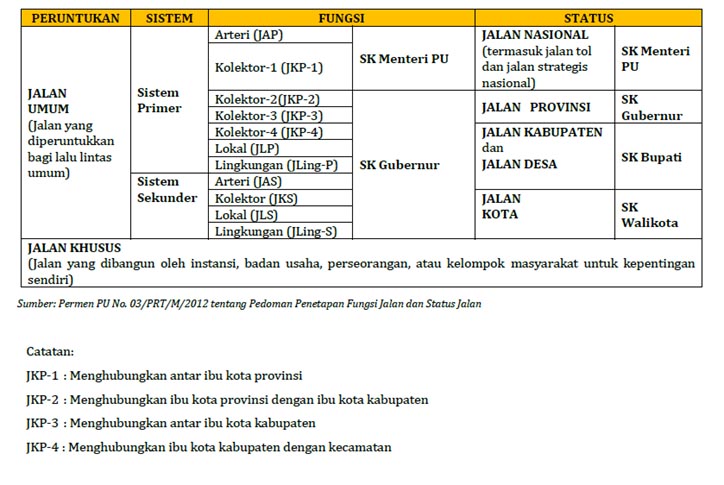 PERUNTUKAN SISTEM FUNGSI STATUS
JALAN
UMUM
(Jalan yang
diperuntukkan
bagi lalu lintas
umum)
Sistem
Primer
Sistem
Sekunder
Arteri (JAP)
Kolektor-1 (JKP-1)
Kolektor-2(JKP-2)
Kolektor-3 (JKP-3)
Kolektor-4 (JKP-4)
Lokal (JLP)
Lingkungan (JLing-P)
Arteri (JAS)
Kolektor (JKS)
Lokal (JLS)
Lingkungan (JLing-S)
SK Menteri PU
SK Gubernur
JALAN NASIONAL
(termasuk jalan tol
dan jalan strategis
nasional)
SK Menteri
PU
JALAN PROVINSI
SK
Gubernur
JALAN KABUPATEN
dan
JALAN DESA
SK Bupati
JALAN
KOTA
SK
Walikota
JALAN KHUSUS
(Jalan yang dibangun oleh instansi, badan usaha, perseorangan, atau kelompok masyarakat untuk kepentingan
sendiri)
Sumber: Permen PU No. 03/PRT/M/2012 tentang Pedoman Penetapan Fungsi Jalan dan Status Jalan
Catatan:
JKP-1 : Menghubungkan antar ibu kota provinsi
JKP-2 : Menghubungkan ibu kota provinsi dengan ibu kota kabupaten
JKP-3 : Menghubungkan antar ibu kota kabupaten
JKP-4 : Menghubungkan ibu kota kabupaten dengan kecamatan